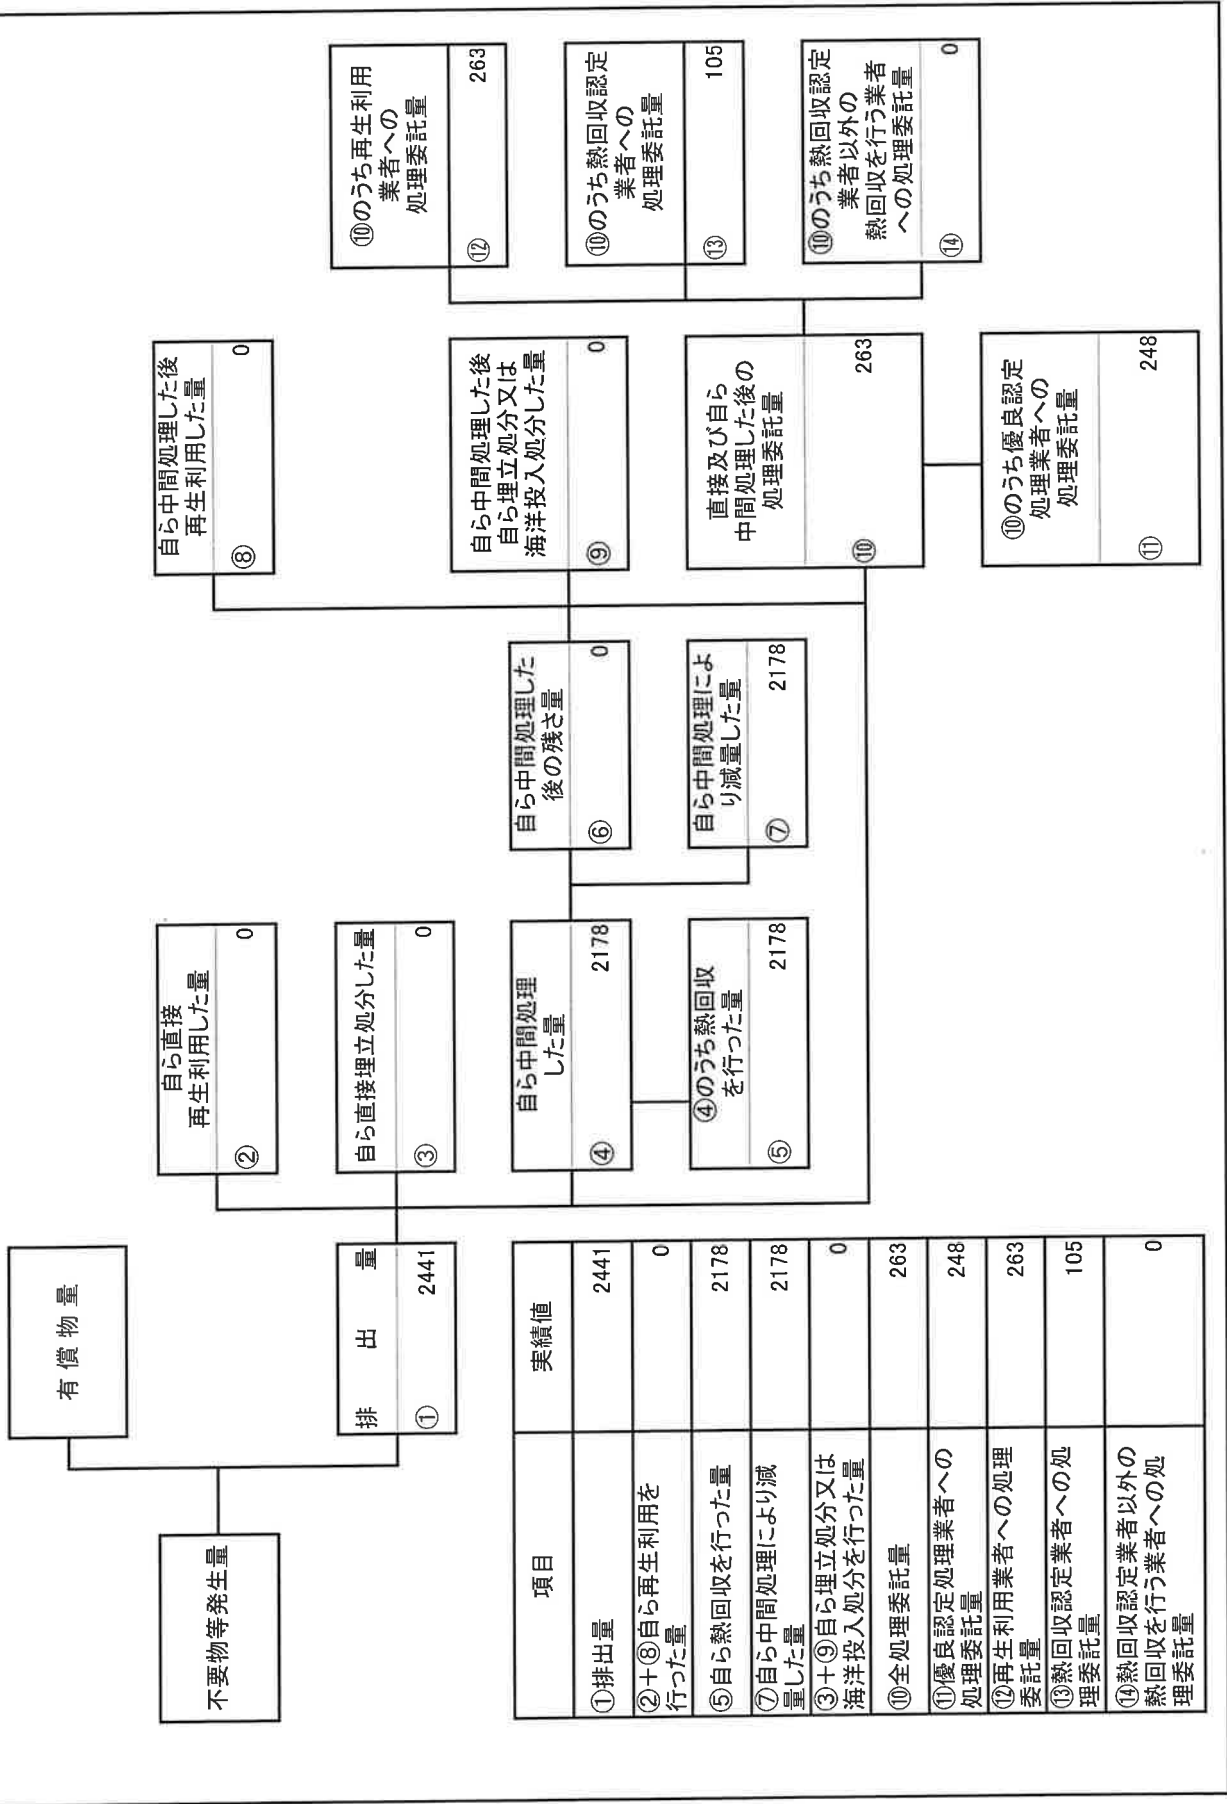 不要物等発生量
有償物量
排出量
① 2441
自ら直接
再生利用した量
② 0
自ら直接埋立処分した量
③ 0
自ら中間処理
した量
④ 2178
④のうち熱回収
を行った量
⑤ 2178
自ら中間処理した
後の残さ量
⑥ 0
自ら中間処理によ
り減量した量
⑦ 2178
自ら中間処理した後
再生利用した量
⑧ 0
自ら中間処理した後
自ら埋立処分又は
海洋投入処分した量
⑨ 0
直接及び自ら
中間処理した後の
処理委託量
⑩ 263
⑩のうち優良認定
処理業者への
処理委託量
⑪ 248
⑩のうち再生利用
業者への
処理委託量
⑫ 263
⑩のうち熱回収認定
業者への
処理委託量
⑬ 105
⑩のうち熱回収認定
業者以外の
熱回収を行う業者
への処理委託量
⑭ 0
項目 実績値
①排出量 2441
②+⑧自ら再生利用を
行った量 0
⑤自ら熱回収を行った量 2178
⑦自ら中間処理により減
量した量 2178
③+⑨自ら埋立処分又は
海洋投入処分を行った量 0
⑩全処理委託量 263
⑪優良認定処理業者への
処理委託量 248
⑫再生利用業者への処理
委託量 263
⑬熱回収認定業者への処
理委託量 105
⑭熱回収認定業者以外の
熱回収を行う業者への処
理委託量 0